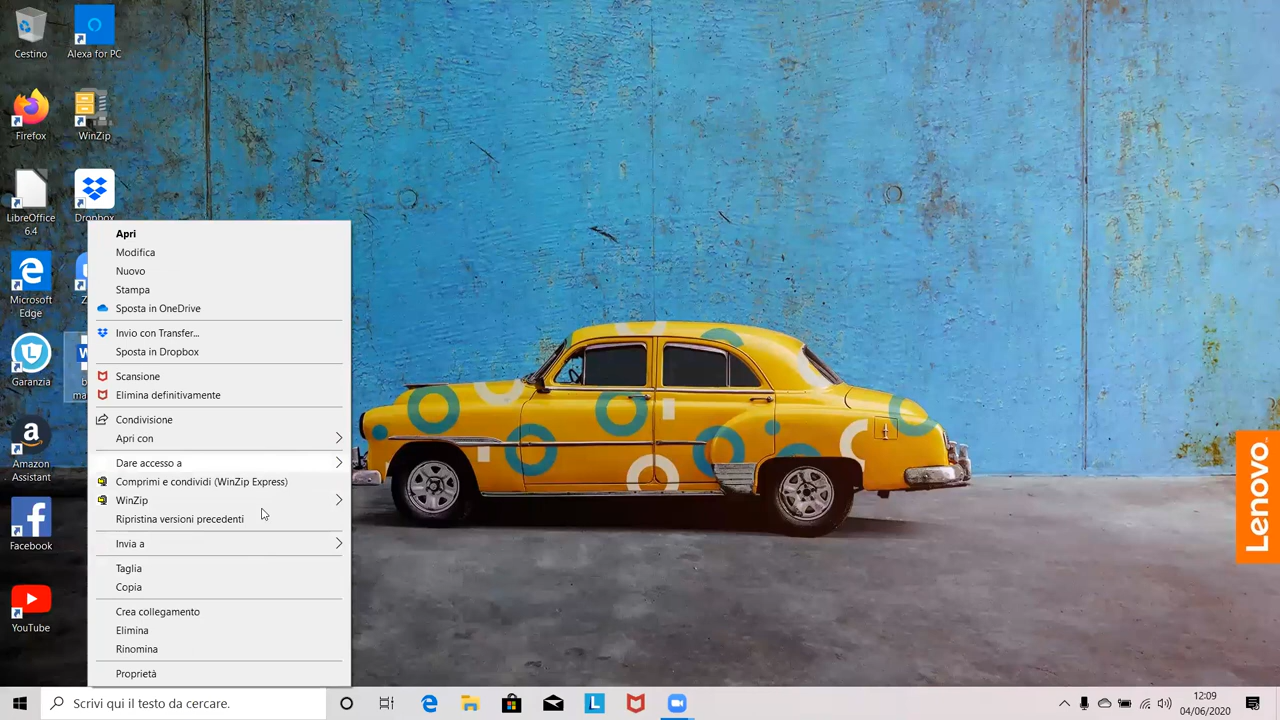 Cestino
Alexa for PC
Firefox
WinZip
LibreOffice
6.4
Dropbox
Microsoft
Edge
Garanzia
Amazon
Assistant
Facebook
YouTube
Apri
Modifica
Nuovo
Stampa
Sposta in OneDrive
Invio con Transfer...
Sposta in Dropbox
Scansione
Elimina definitivamente
Condivisione
Apri con
Dare accesso a
Comprimi e condividi (WinZip Express)
WinZip
Ripristina versioni precedenti
Invia a
Taglia
Copia
Crea collegamento
Elimina
Rinomina
Proprietà
Lenovo
Scrivi qui il testo da cercare.
12:09
04/06/2020